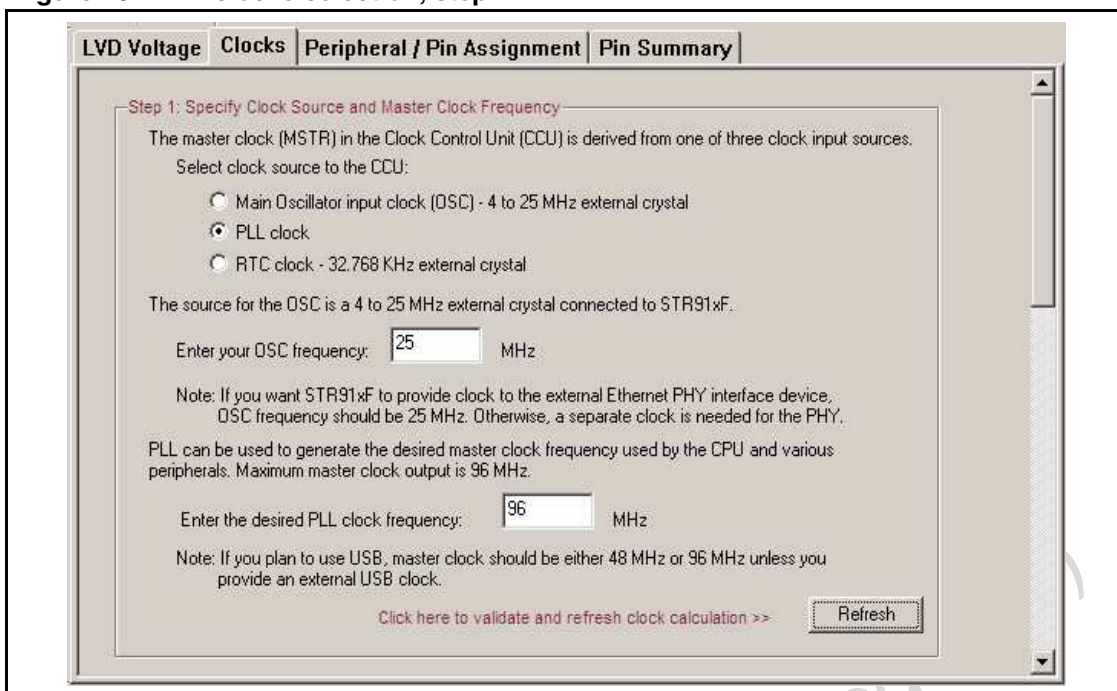 LVD Voltage Clocks Peripheral / Pin Assignment Pin Summary
Step 1: Specify Clock Source and Master Clock Frequency
The master clock (MSTR) in the Clock Control Unit (CCU) is derived from one of three clock input sources.
Select clock source to the CCU:
Main Oscillator input clock (OSC) - 4 to 25 MHz external crystal
PLL clock
RTC clock - 32.768 KHz external crystal
The source for the OSC is a 4 to 25 MHz external crystal connected to STR91xF.
Enter your OSC frequency: 25 MHz
Note: If you want STR91xF to provide clock to the external Ethernet PHY interface device,
OSC frequency should be 25 MHz. Otherwise, a separate clock is needed for the PHY.
PLL can be used to generate the desired master clock frequency used by the CPU and various
peripherals. Maximum master clock output is 96 MHz.
Enter the desired PLL clock frequency: 96 MHz
Note: If you plan to use USB, master clock should be either 48 MHz or 96 MHz unless you
provide an external USB clock.
Click here to validate and refresh clock calculation >> Refresh